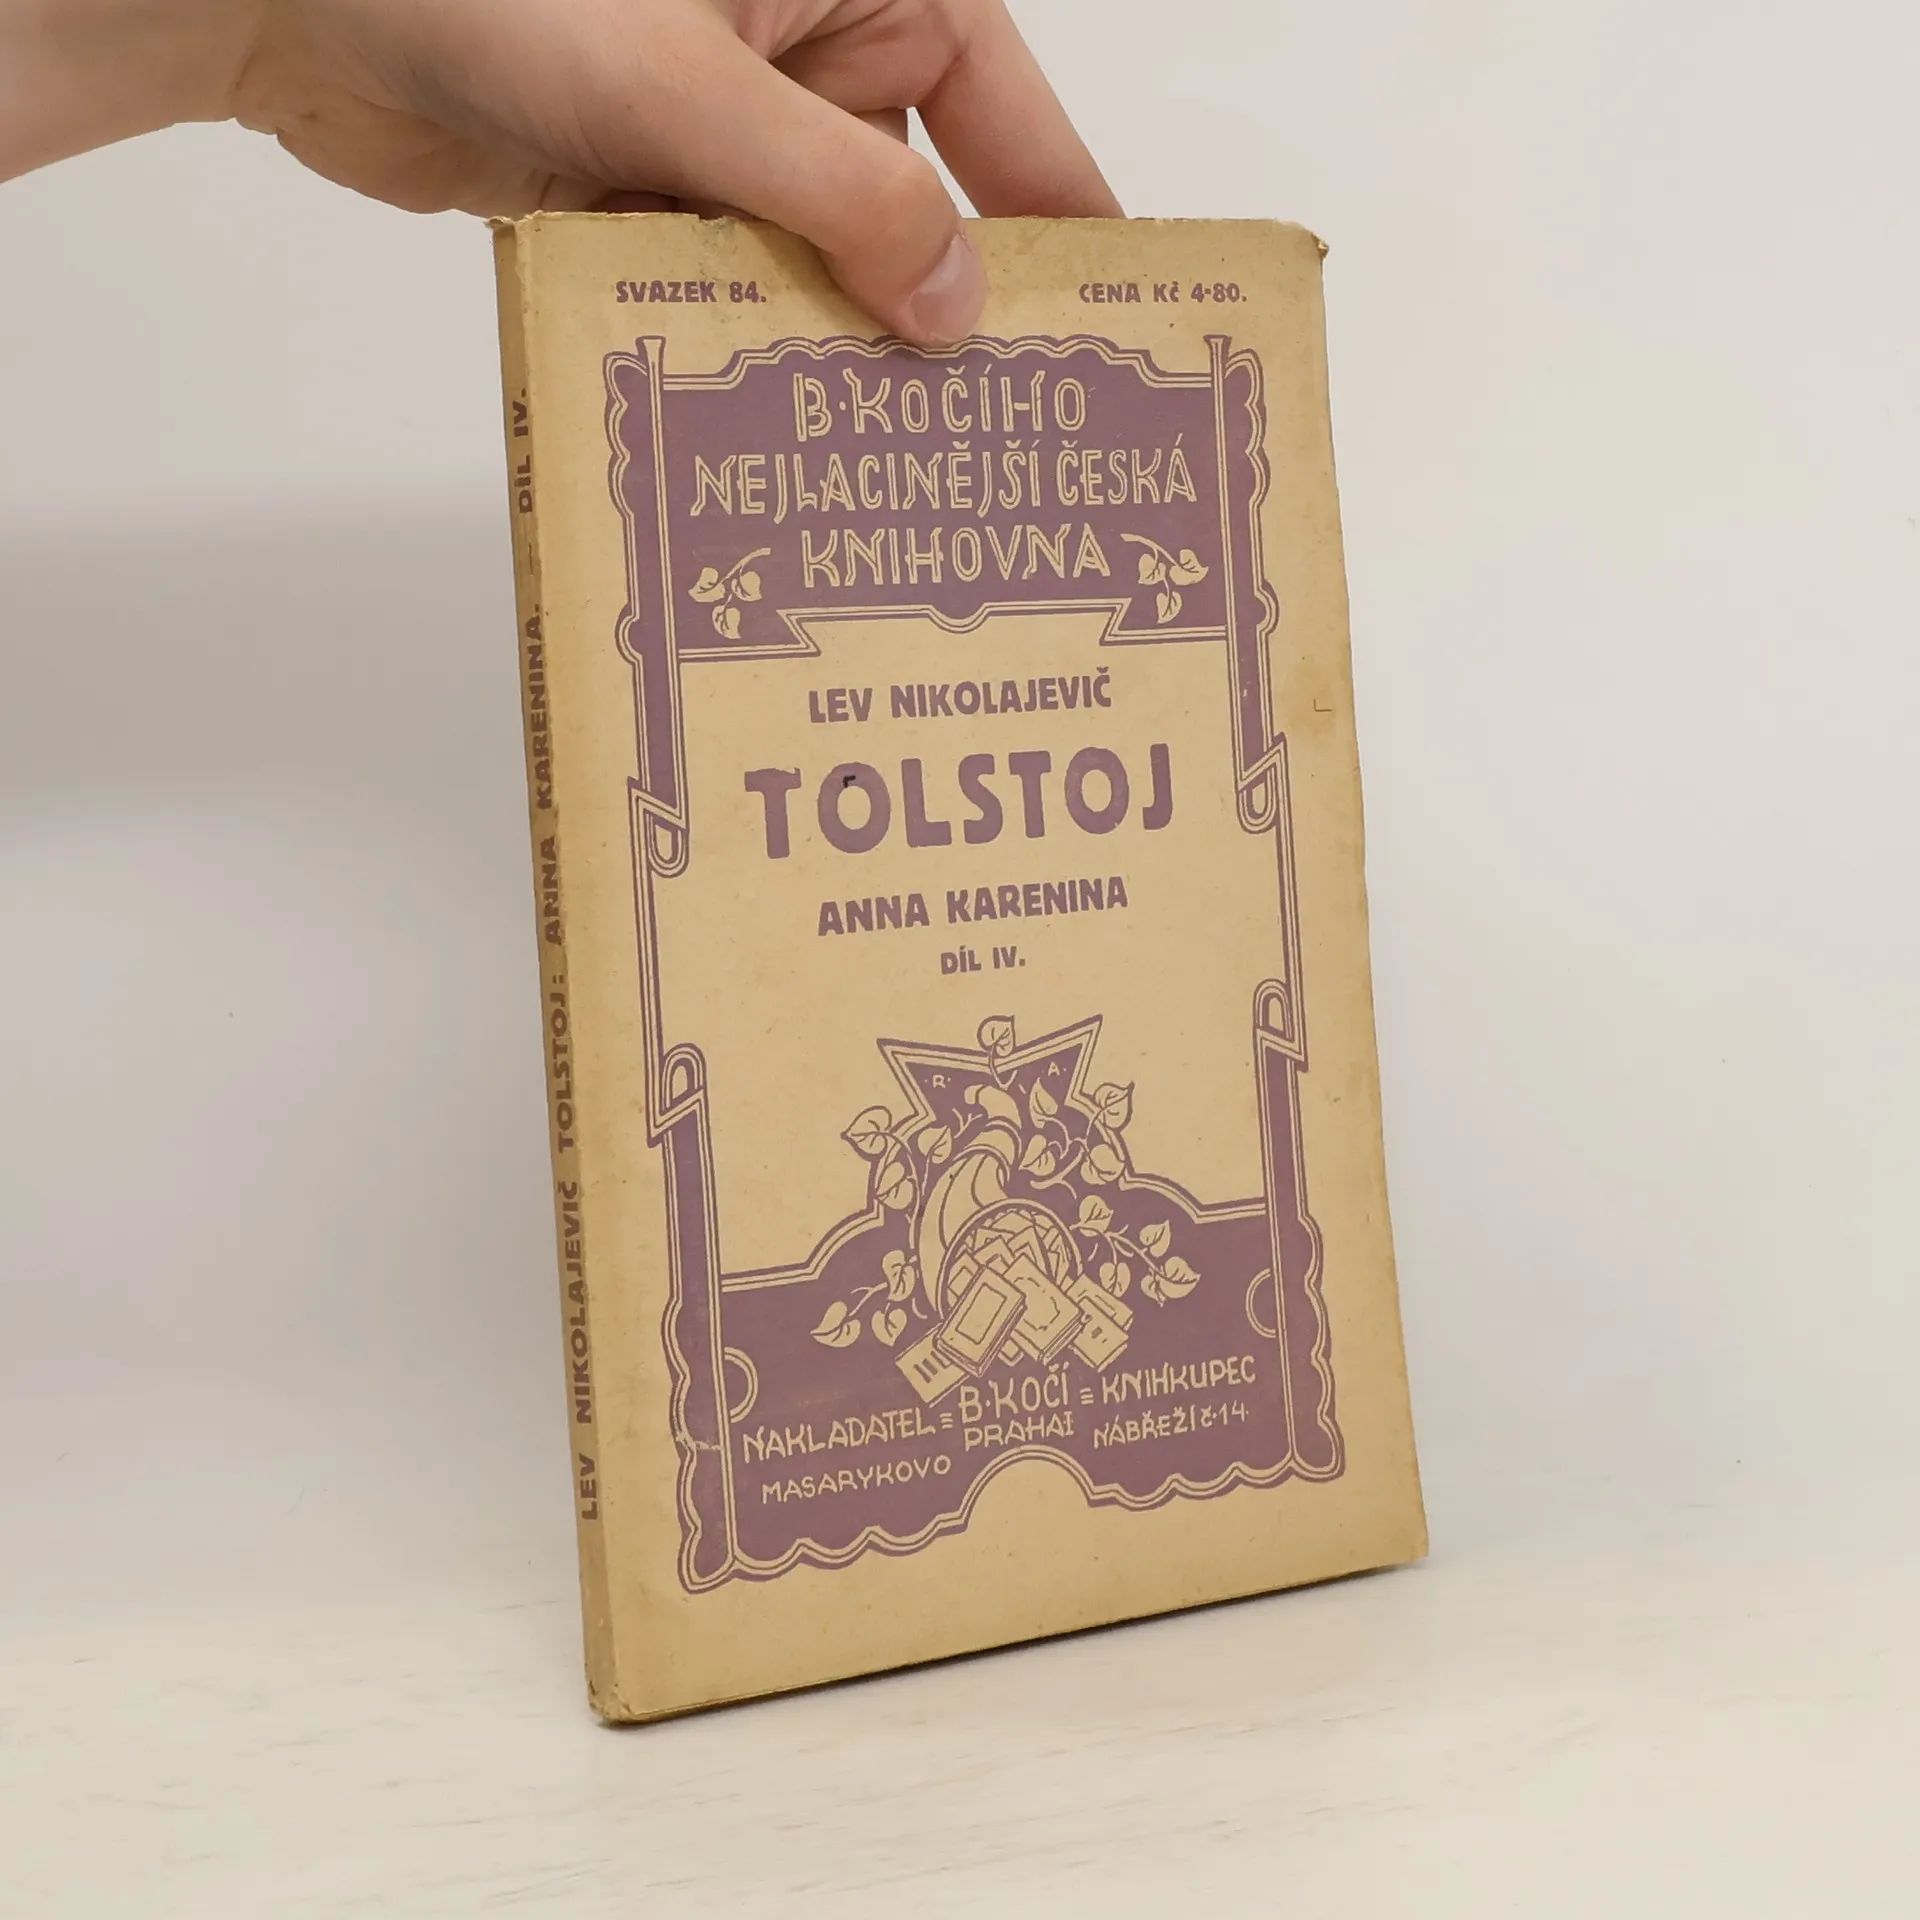 SVAZEK 84.
CENA Kč 4·80.
B·KOČÍHO
NEJLACINĚJŠÍ ČESKÁ
KNIHOVNA
LEV NIKOLAJEVIČ
TOLSTOJ
ANNA KARENINA
DÍL IV.
·R· A·
NAKLADATEL = B·KOČÍ = KNIHKUPEC
MASARYKOVO PRAHA I NÁBŘEŽÍ č·14·
LEV NIKOLAJEVIČ TOLSTOJ: ANNA KARENINA. — DÍL IV.